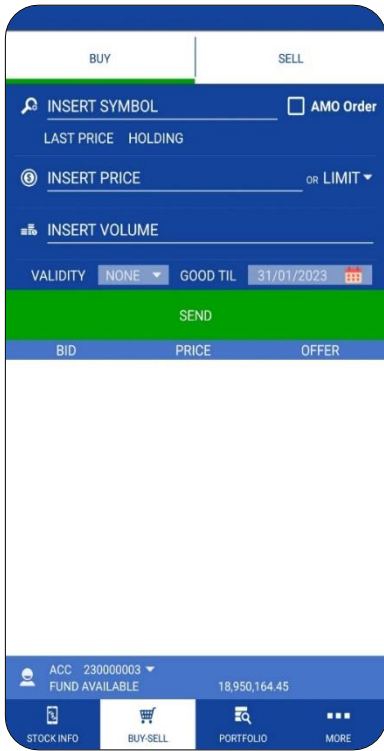 BUY SELL
INSERT SYMBOL AMO Order
LAST PRICE HOLDING
INSERT PRICE OR LIMIT
INSERT VOLUME
VALIDITY NONE GOOD TIL 31/01/2023
SEND
BID PRICE OFFER
ACC 230000003
FUND AVAILABLE 18,950,164.45
STOCK INFO BUY-SELL PORTFOLIO MORE